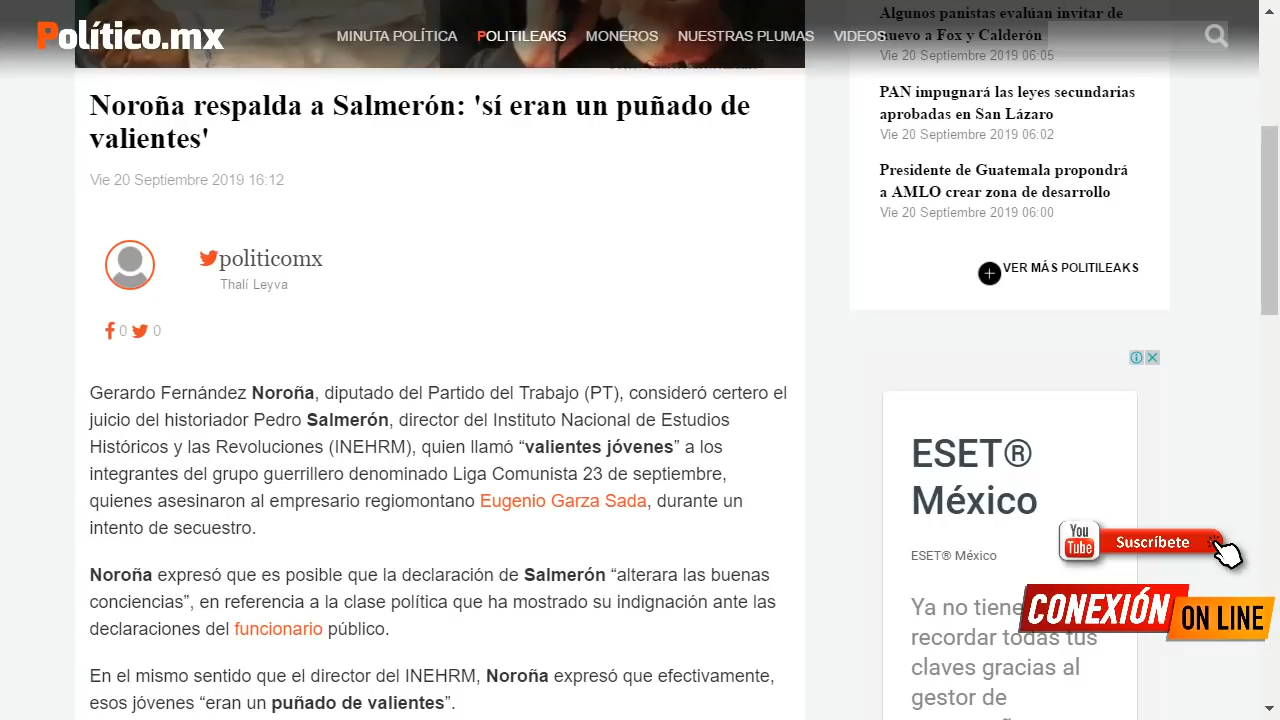 Político.mx
MINUTA POLÍTICA POLITILEAKS MONEROS NUESTRAS PLUMAS VIDEOS
Noroña respalda a Salmerón: 'sí eran un puñado de
valientes'
Vie 20 Septiembre 2019 16:12
politicomx
Thalí Leyva
0 0
Gerardo Fernández Noroña, diputado del Partido del Trabajo (PT), consideró certero el
juicio del historiador Pedro Salmerón, director del Instituto Nacional de Estudios
Históricos y las Revoluciones (INEHRM), quien llamó “valientes jóvenes” a los
integrantes del grupo guerrillero denominado Liga Comunista 23 de septiembre,
quienes asesinaron al empresario regiomontano Eugenio Garza Sada, durante un
intento de secuestro.
Noroña expresó que es posible que la declaración de Salmerón “alterara las buenas
conciencias”, en referencia a la clase política que ha mostrado su indignación ante las
declaraciones del funcionario público.
En el mismo sentido que el director del INEHRM, Noroña expresó que efectivamente,
esos jóvenes “eran un puñado de valientes”.
Algunos panistas evalúan invitar de
nuevo a Fox y Calderón
Vie 20 Septiembre 2019 06:05
PAN impugnará las leyes secundarias
aprobadas en San Lázaro
Vie 20 Septiembre 2019 06:02
Presidente de Guatemala propondrá
a AMLO crear zona de desarrollo
Vie 20 Septiembre 2019 06:00
VER MÁS POLITILEAKS
ESET®
México
ESET® México
Ya no tiene
recordar todas tus
claves gracias al
gestor de
You
Tube
Suscríbete
CONEXIÓN
ON LINE